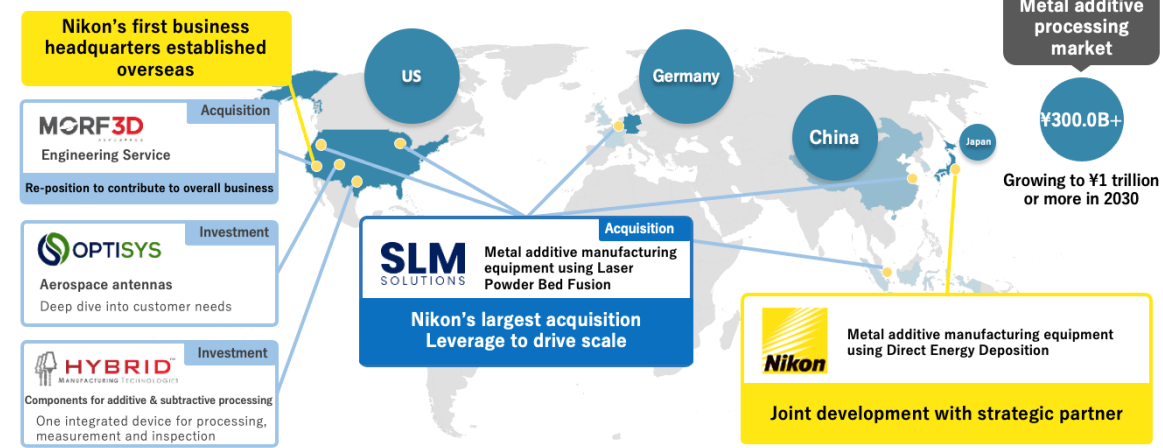 Nikon's first business
headquarters established
overseas
Acquisition
MORF3D
Engineering Service
Re-position to contribute to overall business
Investment
OPTISYS
Aerospace antennas
Deep dive into customer needs
Investment
HYBRID™
MANUFACTURING TECHNOLOGIES
Components for additive & subtractive processing
One integrated device for processing,
measurement and inspection
US
Germany
China
Japan
Acquisition
SLM
SOLUTIONS
Metal additive manufacturing
equipment using Laser
Powder Bed Fusion
Nikon's largest acquisition
Leverage to drive scale
Metal additive
processing
market
¥300.0B+
Growing to ¥1 trillion
or more in 2030
Nikon
Metal additive manufacturing equipment
using Direct Energy Deposition
Joint development with strategic partner